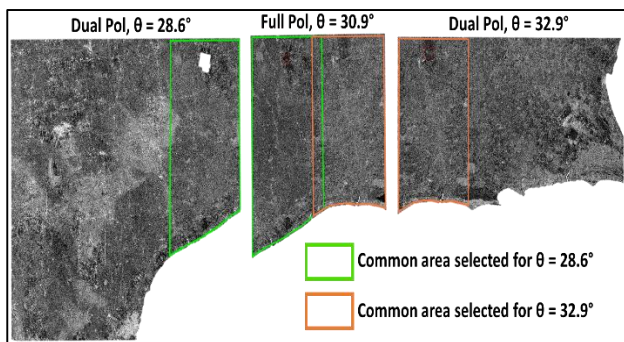 Dual Pol, θ = 28.6°
Full Pol, θ = 30.9°
Dual Pol, θ = 32.9°
Common area selected for θ = 28.6°
Common area selected for θ = 32.9°